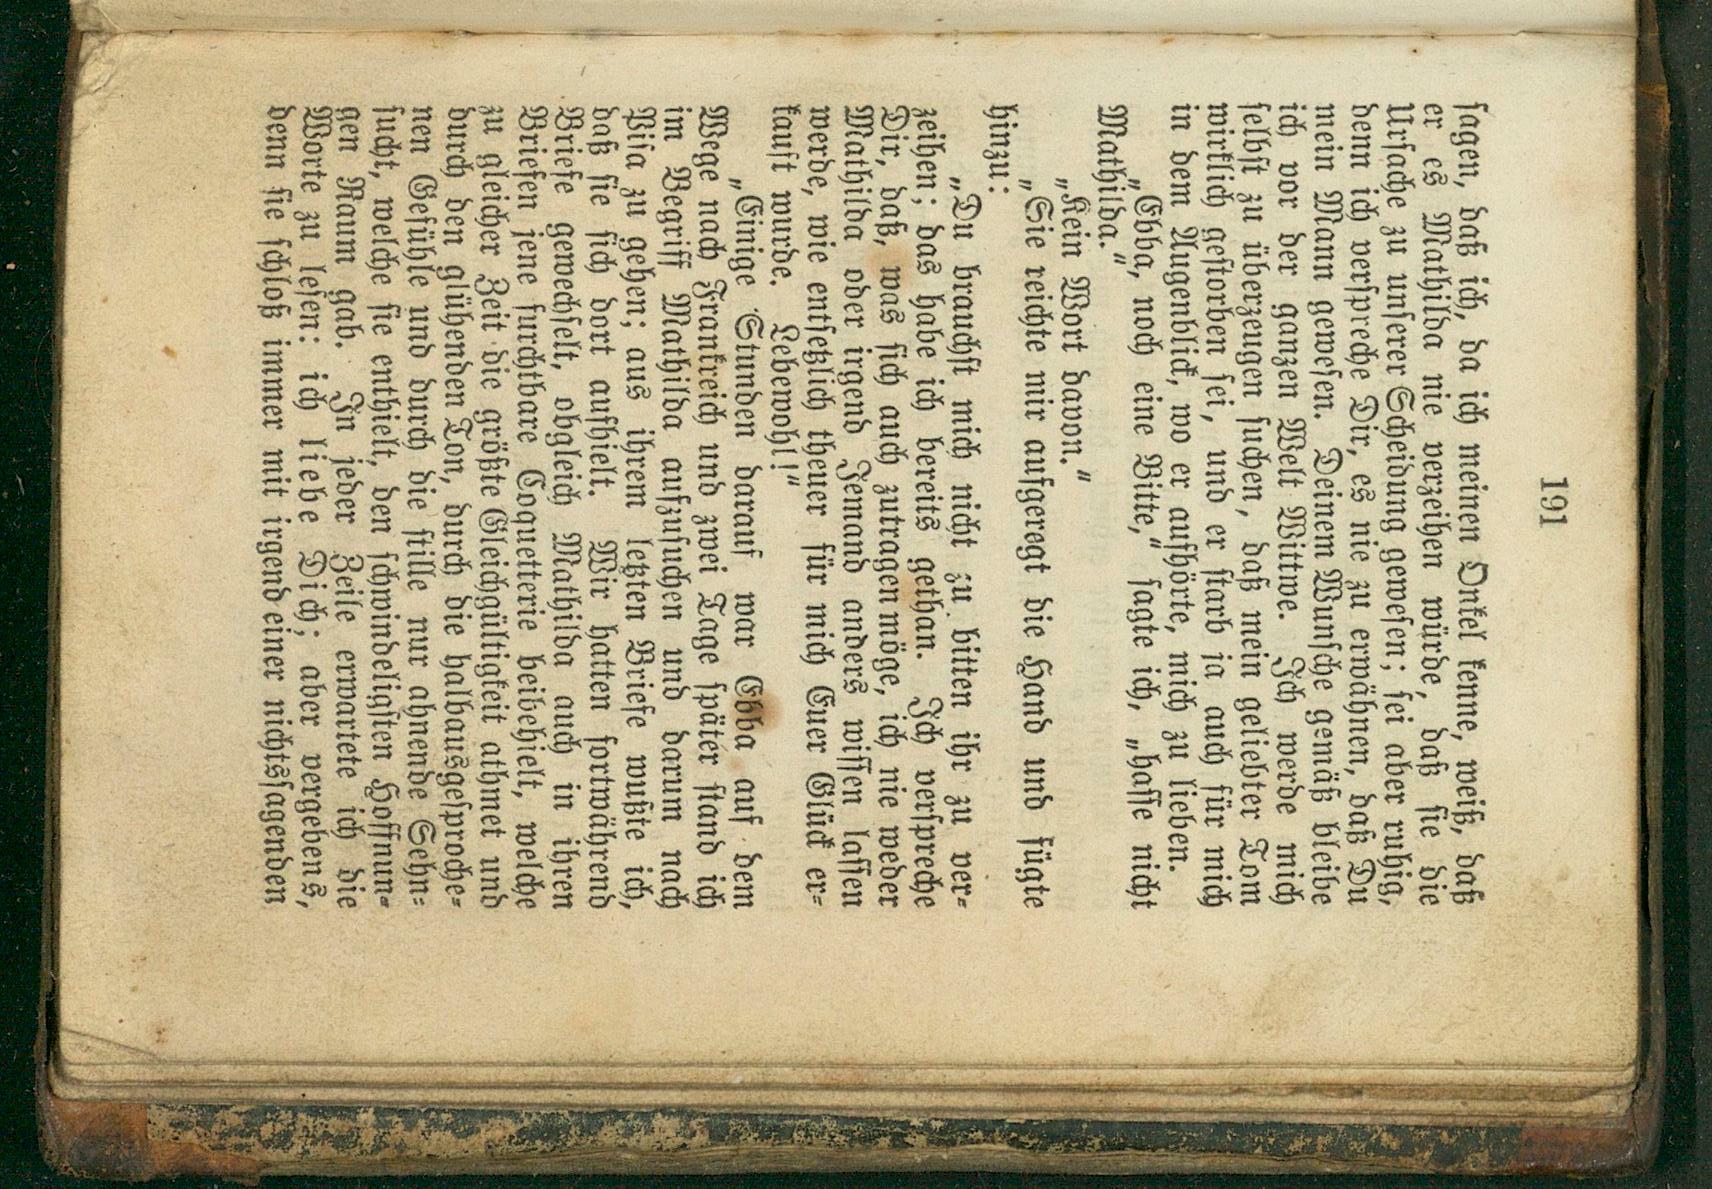 191
ſagen, daß ich, da ich meinen Onkel kenne, weiß, daß
er es Mathilda nie verzeihen würde, daß ſie die
Urſache zu unſerer Scheidung geweſen; ſei aber ruhig,
denn ich verſpreche Dir, es nie zu erwähnen, daß Du
mein Mann geweſen. Deinem Wunſche gemäß bleibe
ich vor der ganzen Welt Wittwe. Ich werde mich
ſelbſt zu überzeugen ſuchen, daß mein geliebter Tom
wirklich geſtorben ſei, und er ſtarb ja auch für mich
in dem Augenblick, wo er aufhörte, mich zu lieben.
„Ebba, noch eine Bitte,“ ſagte ich, „haſſe nicht
Mathilda.“
„Kein Wort davon.“
„Sie reichte mir aufgeregt die Hand und fügte
hinzu:
„Du brauchſt mich nicht zu bitten ihr zu ver-
zeihen; das habe ich bereits gethan. Ich verſpreche
Dir, daß, was ſich auch zutragen möge, ich nie weder
Mathilda oder irgend Jemand anders wiſſen laſſen
werde, wie entſetzlich theuer für mich Euer Glück er-
kauft wurde. Lebewohl!“
„Einige Stunden darauf war Ebba auf dem
Wege nach Frankreich und zwei Tage ſpäter ſtand ich
im Begriff Mathilda aufzuſuchen und darum nach
Piſa zu gehen; aus ihrem letzten Briefe wußte ich,
daß ſie ſich dort aufhielt. Wir hatten fortwährend
Briefe gewechſelt, obgleich Mathilda auch in ihren
Briefen jene furchtbare Coquetterie beibehielt, welche
zu gleicher Zeit die größte Gleichgültigkeit athmet und
durch den glühenden Ton, durch die halbausgeſproche-
nen Gefühle und durch die ſtille nur ahnende Sehn-
ſucht, welche ſie enthielt, den ſchwindeligſten Hoffnun-
gen Raum gab. In jeder Zeile erwartete ich die
Worte zu leſen: ich liebe Dich; aber vergebens,
denn ſie ſchloß immer mit irgend einer nichtsſagenden